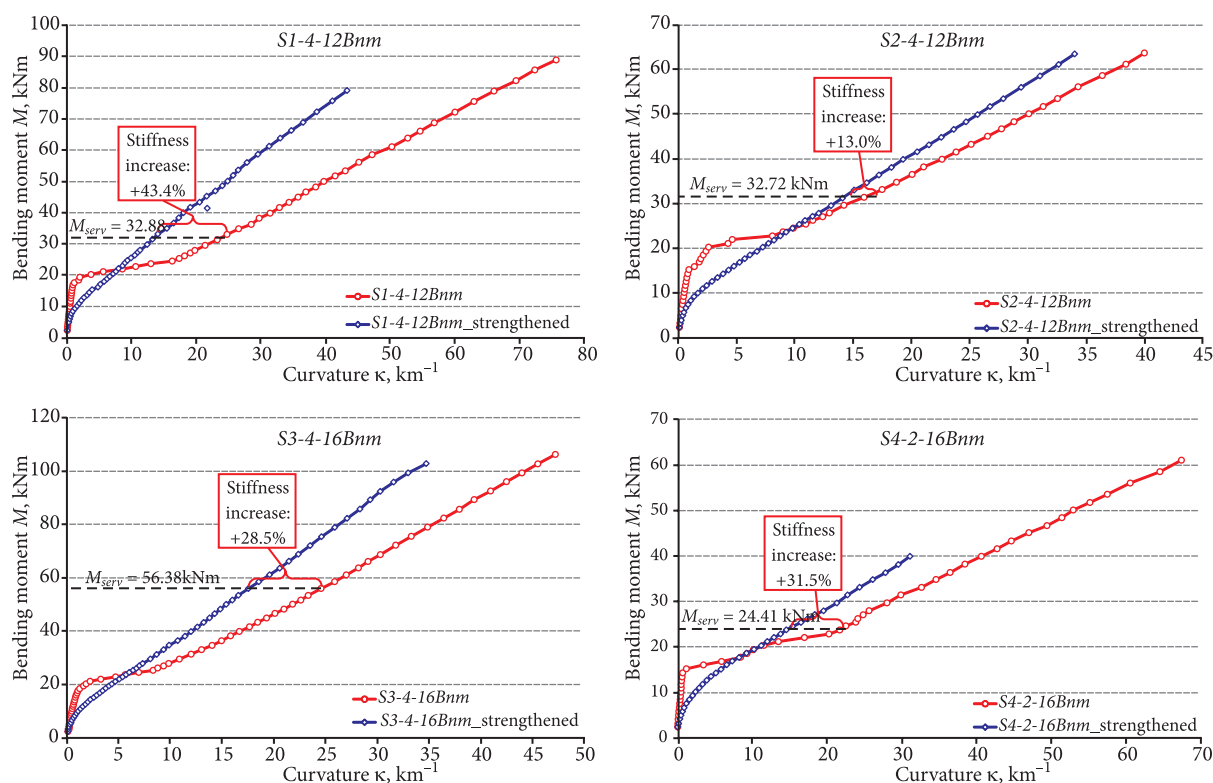 S1-4-12Bnm
Bending moment M, kNm
100
90
80
70
60
50
40
30
20
10
0
Stiffness
increase:
+43.4%
Mserv = 32.88
S1-4-12Bnm
S1-4-12Bnm_strengthened
0 10 20 30 40 50 60 70 80
Curvature κ, km⁻¹
S2-4-12Bnm
Bending moment M, kNm
70
60
50
40
30
20
10
0
Stiffness
increase:
+13.0%
Mserv = 32.72 kNm
S2-4-12Bnm
S2-4-12Bnm_strengthened
0 5 10 15 20 25 30 35 40 45
Curvature κ, km⁻¹
S3-4-16Bnm
Bending moment M, kNm
120
100
80
60
40
20
0
Stiffness
increase:
+28.5%
Mserv = 56.38kNm
S3-4-16Bnm
S3-4-16Bnm_strengthened
0 5 10 15 20 25 30 35 40 45 50
Curvature κ, km⁻¹
S4-2-16Bnm
Bending moment M, kNm
70
60
50
40
30
20
10
0
Stiffness
increase:
+31.5%
Mserv = 24.41 kNm
S4-2-16Bnm
S4-2-16Bnm_strengthened
0 10 20 30 40 50 60 70
Curvature κ, km⁻¹